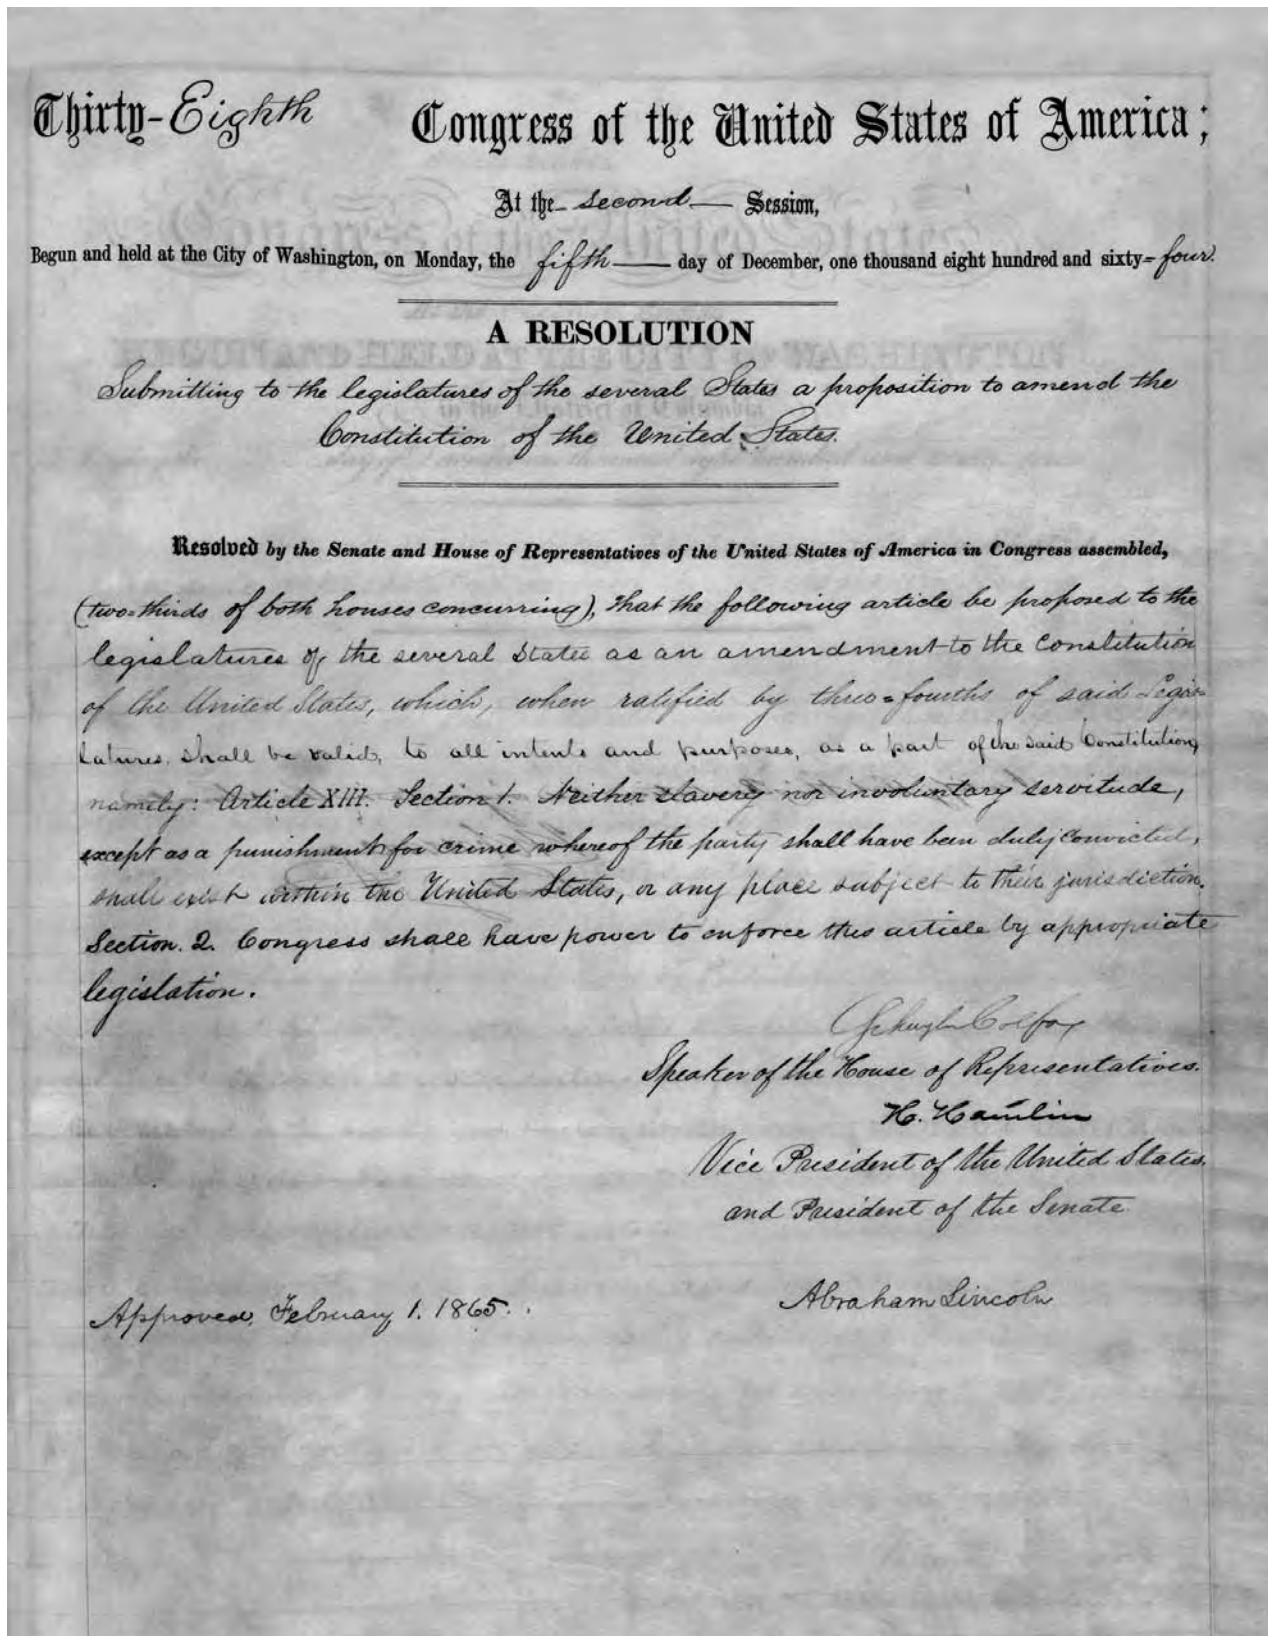 Thirty-Eighth Congress of the United States of America;
At the second Session,
Begun and held at the City of Washington, on Monday, the fifth day of December, one thousand eight hundred and sixty-four.
A RESOLUTION
Submitting to the legislatures of the several States a proposition to amend the
Constitution of the United States.
Resolved by the Senate and House of Representatives of the United States of America in Congress assembled,
(two-thirds of both houses concurring), that the following article be proposed to the
legislatures of the several States as an amendment to the Constitution
of the United States, which, when ratified by three-fourths of said Legis-
latures, shall be valid, to all intents and purposes, as a part of the said Constitution,
namely: Article XIII. Section 1. Neither slavery nor involuntary servitude,
except as a punishment for crime whereof the party shall have been duly convicted,
shall exist within the United States, or any place subject to their jurisdiction.
Section. 2. Congress shall have power to enforce this article by appropriate
legislation.
Schuyler Colfax
Speaker of the House of Representatives.
H. Hamlin
Vice President of the United States,
and President of the Senate
Approved, February 1. 1865. Abraham Lincoln